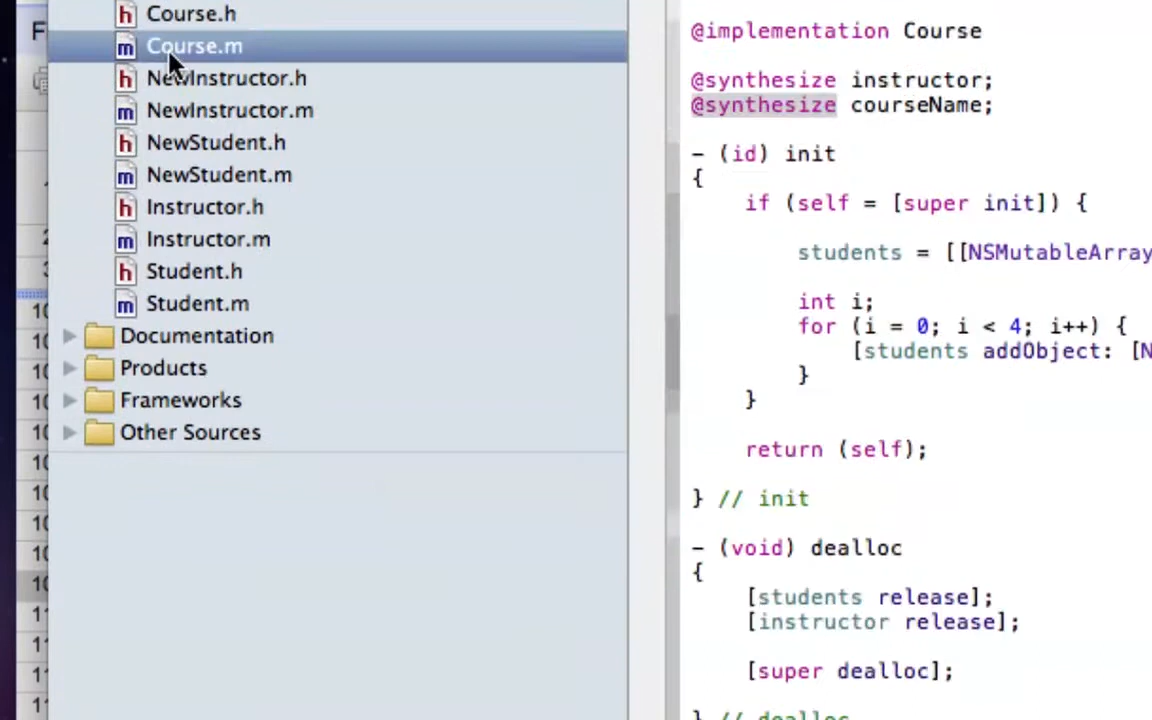 Course.h
Course.m
NewInstructor.h
NewInstructor.m
NewStudent.h
NewStudent.m
Instructor.h
Instructor.m
Student.h
Student.m
Documentation
Products
Frameworks
Other Sources
@implementation Course
@synthesize instructor;
@synthesize courseName;
- (id) init
{
if (self = [super init]) {
students = [[NSMutableArray
int i;
for (i = 0; i < 4; i++) {
[students addObject: [N
}
}
return (self);
} // init
- (void) dealloc
{
[students release];
[instructor release];
[super dealloc];
} // dealloc